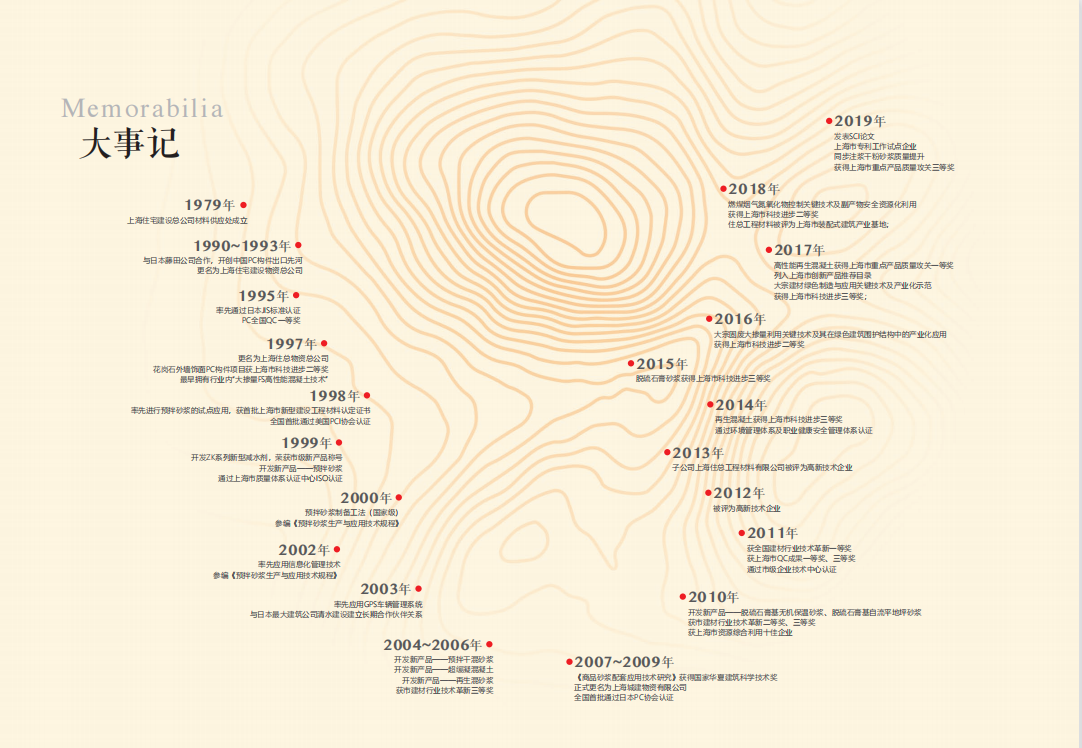 Memorabilia
大事记
1979年
上海住宅建设总公司材料供应处成立
1990~1993年
与日本藤田公司合作，开创中国PC构件出口先河
更名为上海住宅建设物资总公司
1995年
率先通过日本JIS标准认证
PC全国QC一等奖
1997年
更名为上海住总物资总公司
花岗石外墙饰面PC构件项目获上海市科技进步二等奖
最早拥有行业内“大掺量FS高性能混凝土技术”
1998年
率先进行预拌砂浆的试点应用，获首批上海市新型建设工程材料认定证书
全国首批通过美国PCI协会认证
1999年
开发ZK系列新型减水剂，荣获市级新产品称号
开发新产品——预拌砂浆
通过上海市质量体系认证中心ISO认证
2000年
预拌砂浆制备工法（国家级）
参编《预拌砂浆生产与应用技术规程》
2002年
率先应用信息化管理技术
参编《预拌砂浆生产与应用技术规程》
2003年
率先应用GPS车辆管理系统
与日本最大建筑公司清水建设建立长期合作伙伴关系
2004~2006年
开发新产品——预拌干混砂浆
开发新产品——超缓凝混凝土
开发新产品——再生混砂浆
获市建材行业技术革新三等奖
2007~2009年
《商品砂浆配套应用技术研究》获得国家华夏建筑科学技术奖
正式更名为上海城建物资有限公司
全国首批通过日本PC协会认证
2010年
开发新产品——脱硫石膏基无机保温砂浆、脱硫石膏基自流平地坪砂浆
获市建材行业技术革新二等奖、三等奖
获上海市资源综合利用十佳企业
2011年
获全国建材行业技术革新一等奖
获上海市QC成果一等奖、三等奖
通过市级企业技术中心认证
2012年
被评为高新技术企业
2013年
子公司上海住总工程材料有限公司被评为高新技术企业
2014年
再生混凝土获得上海市科技进步三等奖
通过环境管理体系及职业健康安全管理体系认证
2015年
脱硫石膏砂浆获得上海市科技进步三等奖
2016年
大宗固废大掺量利用关键技术及其在绿色建筑围护结构中的产业化应用
获得上海市科技进步二等奖
2017年
高性能再生混凝土获得上海市重点产品质量攻关一等奖
列入上海市创新产品推荐目录
大宗建材绿色制造与应用关键技术及产业化示范
获得上海市科技进步三等奖；
2018年
燃煤烟气氮氧化物控制关键技术及副产物安全资源化利用
获得上海市科技进步二等奖
住总工程材料被评为上海市装配式建筑产业基地;
2019年
发表SCI论文
上海市专利工作试点企业
同步注浆干粉砂浆质量提升
获得上海市重点产品质量攻关三等奖